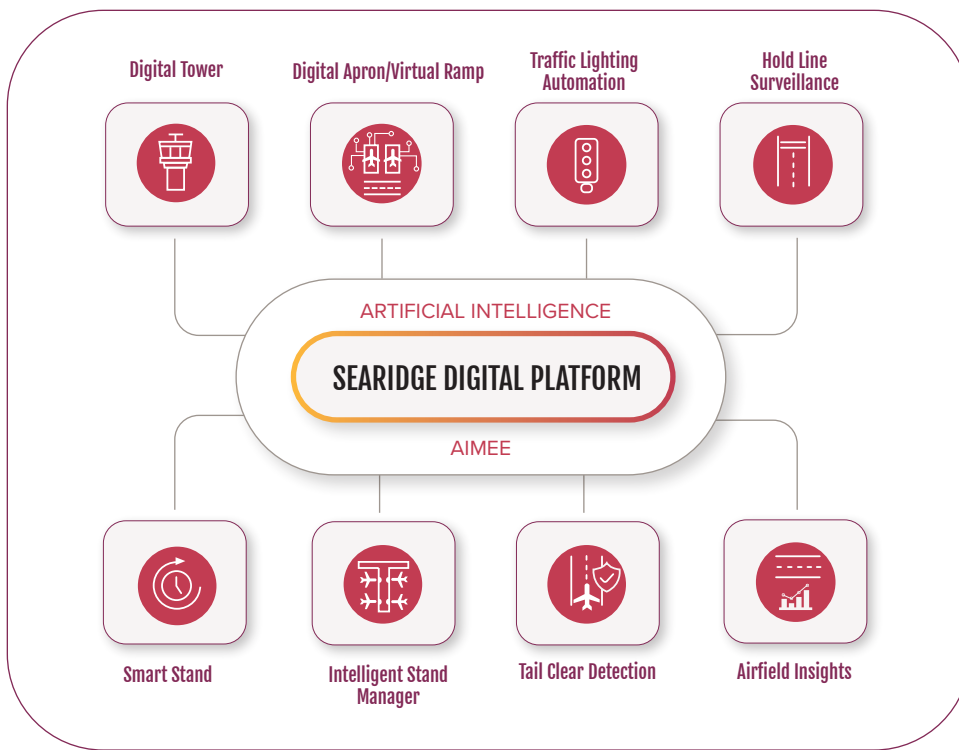 Digital Tower
Digital Apron/Virtual Ramp
Traffic Lighting
Automation
Hold Line
Surveillance
ARTIFICIAL INTELLIGENCE
SEARIDGE DIGITAL PLATFORM
AIMEE
Smart Stand
Intelligent Stand
Manager
Tail Clear Detection
Airfield Insights